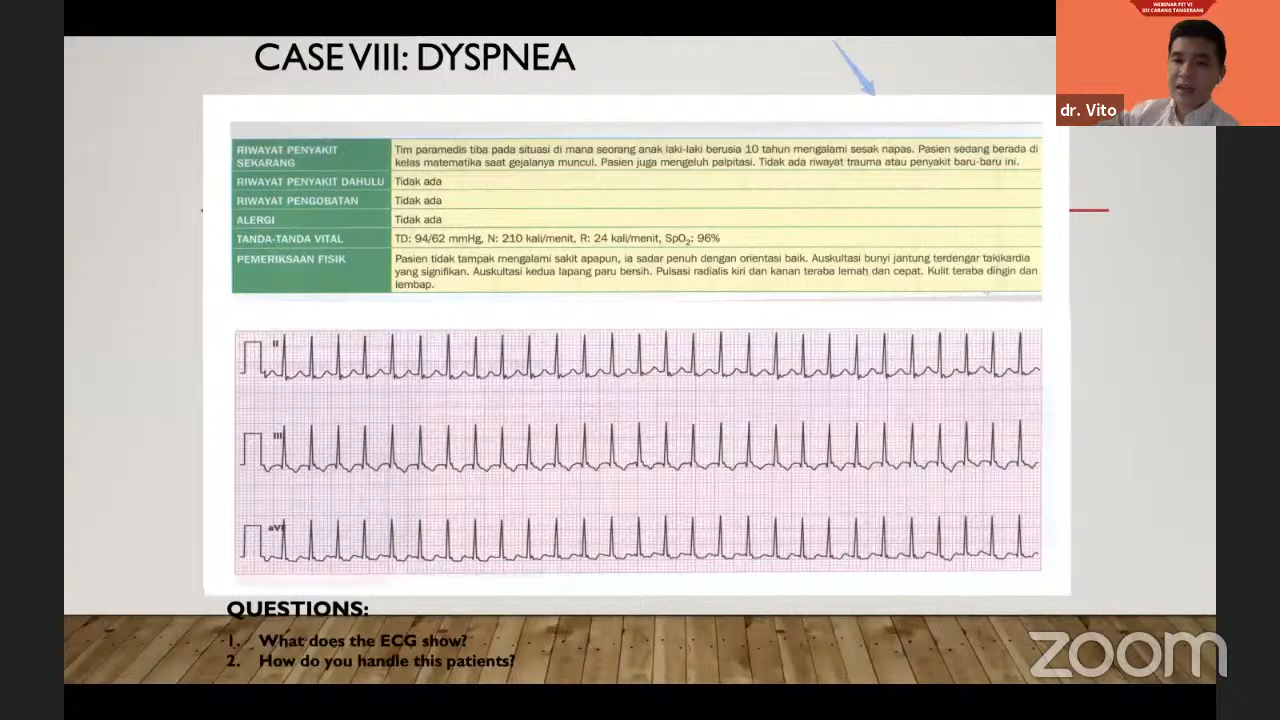 WEBINAR PIT VI
IDI CABANG TANGERANG
dr. Vito
CASE VIII: DYSPNEA
RIWAYAT PENYAKIT
SEKARANG
Tim paramedis tiba pada situasi di mana seorang anak laki-laki berusia 10 tahun mengalami sesak napas. Pasien sedang berada di
kelas matematika saat gejalanya muncul. Pasien juga mengeluh palpitasi. Tidak ada riwayat trauma atau penyakit baru-baru ini.
RIWAYAT PENYAKIT DAHULU Tidak ada
RIWAYAT PENGOBATAN Tidak ada
ALERGI Tidak ada
TANDA-TANDA VITAL TD: 94/62 mmHg, N: 210 kali/menit, R: 24 kali/menit, SpO₂: 96%
PEMERIKSAAN FISIK Pasien tidak tampak mengalami sakit apapun, ia sadar penuh dengan orientasi baik. Auskultasi bunyi jantung terdengar takikardia
yang signifikan. Auskultasi kedua lapang paru bersih. Pulsasi radialis kiri dan kanan teraba lemah dan cepat. Kulit teraba dingin dan
lembap.
II
III
aVF
QUESTIONS:
1. What does the ECG show?
2. How do you handle this patients?
zoom